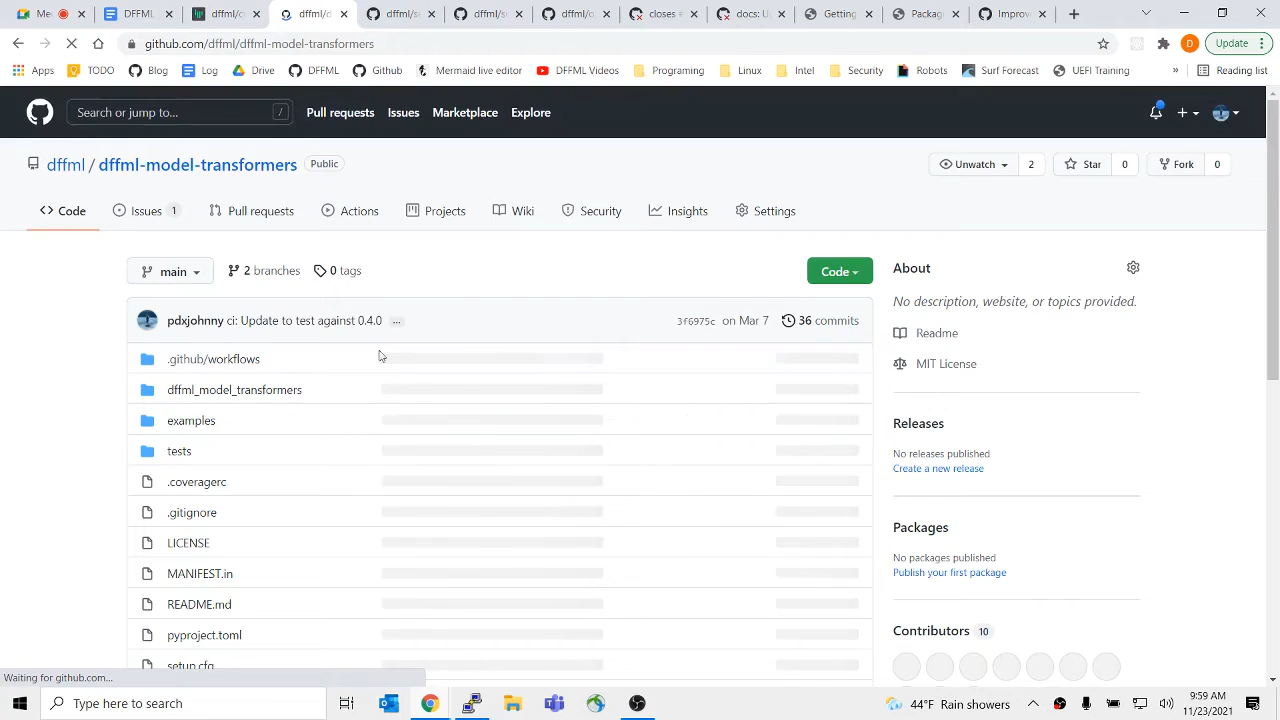 Me
DFFML
dffml/c
dffml/d
dffml/s
dffml/s
dffml/o
closes #
docs: U
Getting
Package
Improve
github.com/dffml/dffml-model-transformers
D
Update
Apps
TODO
Blog
Log
Drive
DFFML
Github
Mermaid live editor
DFFML Videos
Programing
Linux
Intel
Security
Robots
Surf Forecast
UEFI Training
»
Reading list
Search or jump to...
/
Pull requests
Issues
Marketplace
Explore
dffml / dffml-model-transformers
Public
Unwatch 2
Star 0
Fork 0
Code
Issues 1
Pull requests
Actions
Projects
Wiki
Security
Insights
Settings
main
2 branches
0 tags
Code
About
No description, website, or topics provided.
pdxjohnny ci: Update to test against 0.4.0 ...
3f6975c on Mar 7
36 commits
Readme
.github/workflows
MIT License
dffml_model_transformers
examples
Releases
tests
No releases published
Create a new release
.coveragerc
.gitignore
Packages
LICENSE
No packages published
Publish your first package
MANIFEST.in
README.md
Contributors 10
pyproject.toml
setup.cfg
Waiting for github.com...
Type here to search
44°F Rain showers
9:59 AM
11/23/2021